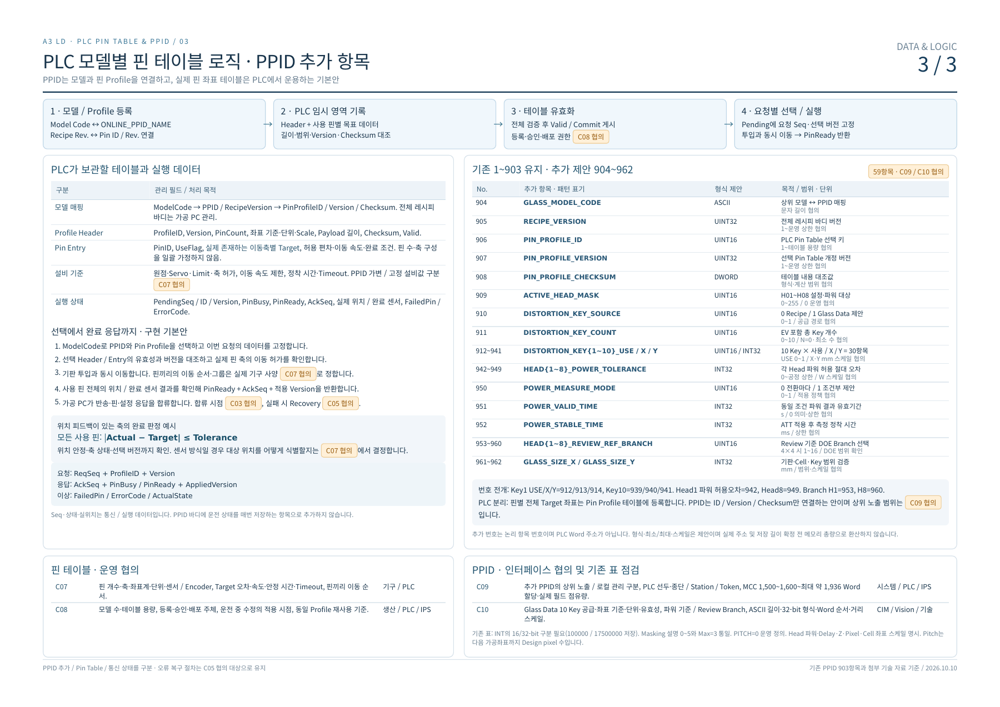 A3 LD · PLC PIN TABLE & PPID / 03
PLC 모델별 핀 테이블 로직 · PPID 추가 항목
PPID는 모델과 핀 Profile을 연결하고, 실제 핀 좌표 테이블은 PLC에서 운용하는 기본안
DATA & LOGIC
3 / 3
1 · 모델 / Profile 등록
Model Code ↔ ONLINE_PPID_NAME
Recipe Rev. ↔ Pin ID / Rev. 연결
→
2 · PLC 임시 영역 기록
Header + 사용 핀별 목표 데이터
길이·범위·Version · Checksum 대조
→
3 · 테이블 유효화
전체 검증 후 Valid / Commit 게시
등록·승인·배포 권한 C08 협의
→
4 · 요청별 선택 / 실행
Pending에 요청 Seq · 선택 버전 고정
투입과 동시 이동 → PinReady 반환
PLC가 보관할 테이블과 실행 데이터
구분 관리 필드 / 처리 목적
모델 매핑 ModelCode → PPID / RecipeVersion → PinProfileID / Version / Checksum. 전체 레시피
바디는 가공 PC 관리.
Profile Header ProfileID, Version, PinCount, 좌표 기준·단위·Scale, Payload 길이, Checksum, Valid.
Pin Entry PinID, UseFlag, 실제 존재하는 이동축별 Target, 허용 편차·이동 속도·완료 조건. 핀 수·축 구성
을 일괄 가정하지 않음.
설비 기준 원점·Servo · Limit · 축 허가, 이동 속도 제한, 정착 시간·Timeout. PPID 가변 / 고정 설비값 구분
C07 협의
실행 상태 PendingSeq / ID / Version, PinBusy, PinReady, AckSeq, 실제 위치 / 완료 센서, FailedPin /
ErrorCode.
선택에서 완료 응답까지 · 구현 기본안
1. ModelCode로 PPID와 Pin Profile을 선택하고 이번 요청의 데이터를 고정합니다.
2. 선택 Header / Entry의 유효성과 버전을 대조하고 실제 핀 축의 이동 허가를 확인합니다.
3. 기판 투입과 동시 이동합니다. 핀끼리의 이동 순서·그룹은 실제 기구 사양 C07 협의 로 정합니다.
4. 사용 핀 전체의 위치 / 완료 센서 결과를 확인해 PinReady + AckSeq + 적용 Version을 반환합니다.
5. 가공 PC가 반송·핀·설정 응답을 합류합니다. 합류 시점 C03 협의 , 실패 시 Recovery C05 협의 .
위치 피드백이 있는 축의 완료 판정 예시
모든 사용 핀: |Actual − Target| ≤ Tolerance
위치 안정·축 상태·선택 버전까지 확인. 센서 방식일 경우 대상 위치를 어떻게 식별할지는 C07 협의 에서 결정합니다.
요청: ReqSeq + ProfileID + Version
응답: AckSeq + PinBusy / PinReady + AppliedVersion
이상: FailedPin / ErrorCode / ActualState
Seq · 상태·실위치는 통신 / 실행 데이터입니다. PPID 바디에 운전 상태를 매번 저장하는 항목으로 추가하지 않습니다.
기존 1~903 유지 · 추가 제안 904~962
59항목 · C09 / C10 협의
No. 추가 항목 · 패턴 표기 형식 제안 목적 / 범위 · 단위
904 GLASS_MODEL_CODE ASCII 상위 모델 ↔ PPID 매핑
문자 길이 협의
905 RECIPE_VERSION UINT32 전체 레시피 바디 버전
1~운영 상한 협의
906 PIN_PROFILE_ID UINT16 PLC Pin Table 선택 키
1~테이블 용량 협의
907 PIN_PROFILE_VERSION UINT32 선택 Pin Table 개정 버전
1~운영 상한 협의
908 PIN_PROFILE_CHECKSUM DWORD 테이블 내용 대조값
형식·계산 범위 협의
909 ACTIVE_HEAD_MASK UINT16 H01~H08 설정·파워 대상
0~255 / 0 운영 협의
910 DISTORTION_KEY_SOURCE UINT16 0 Recipe / 1 Glass Data 제안
0~1 / 공급 경로 협의
911 DISTORTION_KEY_COUNT UINT16 EV 포함 총 Key 개수
0~10 / N=0 · 최소 수 협의
912~941 DISTORTION_KEY{1~10}_USE / X / Y UINT16 / INT32 10 Key × 사용 / X / Y = 30항목
USE 0~1 / X · Y mm 스케일 협의
942~949 HEAD{1~8}_POWER_TOLERANCE INT32 각 Head 파워 허용 절대 오차
0~공정 상한 / W 스케일 협의
950 POWER_MEASURE_MODE UINT16 0 전환마다 / 1 조건부 제안
0~1 / 적용 정책 협의
951 POWER_VALID_TIME INT32 동일 조건 파워 결과 유효기간
s / 0 의미·상한 협의
952 POWER_STABLE_TIME INT32 ATT 적용 후 측정 정착 시간
ms / 상한 협의
953~960 HEAD{1~8}_REVIEW_REF_BRANCH UINT16 Review 기준 DOE Branch 선택
4×4 시 1~16 / DOE 범위 확인
961~962 GLASS_SIZE_X / GLASS_SIZE_Y INT32 기판·Cell · Key 범위 검증
mm / 범위·스케일 협의
번호 전개: Key1 USE/X/Y=912/913/914, Key10=939/940/941. Head1 파워 허용오차=942, Head8=949. Branch H1=953, H8=960.
PLC 분리: 핀별 전체 Target 좌표는 Pin Profile 테이블에 등록합니다. PPID는 ID / Version / Checksum만 연결하는 안이며 상위 노출 범위는 C09 협의
입니다.
추가 번호는 논리 항목 번호이며 PLC Word 주소가 아닙니다. 형식·최소/최대·스케일은 제안이며 실제 주소 및 저장 길이 확정 전 메모리 총량으로 환산하지 않습니다.
핀 테이블 · 운영 협의
C07 핀 개수·축·좌표계·단위·센서 / Encoder, Target 오차·속도·안정 시간·Timeout, 핀끼리 이동 순 기구 / PLC
서.
C08 모델 수·테이블 용량, 등록·승인·배포 주체, 운전 중 수정의 적용 시점, 동일 Profile 재사용 기준. 생산 / PLC / IPS
PPID · 인터페이스 협의 및 기존 표 점검
C09 추가 PPID의 상위 노출 / 로컬 관리 구분, PLC 선두·종단 / Station / Token, MCC 1,500~1,600~최대 약 1,936 Word 시스템 / PLC / IPS
할당·실제 필드 점유량.
C10 Glass Data 10 Key 공급·좌표 기준·단위·유효성, 파워 기준 / Review Branch, ASCII 길이·32-bit 형식·Word 순서·거리 CIM / Vision / 기술
스케일.
기존 표: INT의 16/32-bit 구분 필요(100000 / 17500000 저장). Masking 설명 0~5와 Max=3 통일. PITCH=0 운영 정의. Head 파워·Delay · Z · Pixel · Cell 좌표 스케일 명시. Pitch는
다음 가공좌표까지 Design pixel 수입니다.
PPID 추가 / Pin Table / 통신 상태를 구분 · 오류 복구 절차는 C05 협의 대상으로 유지
기존 PPID 903항목과 첨부 기술 자료 기준 / 2026.10.10